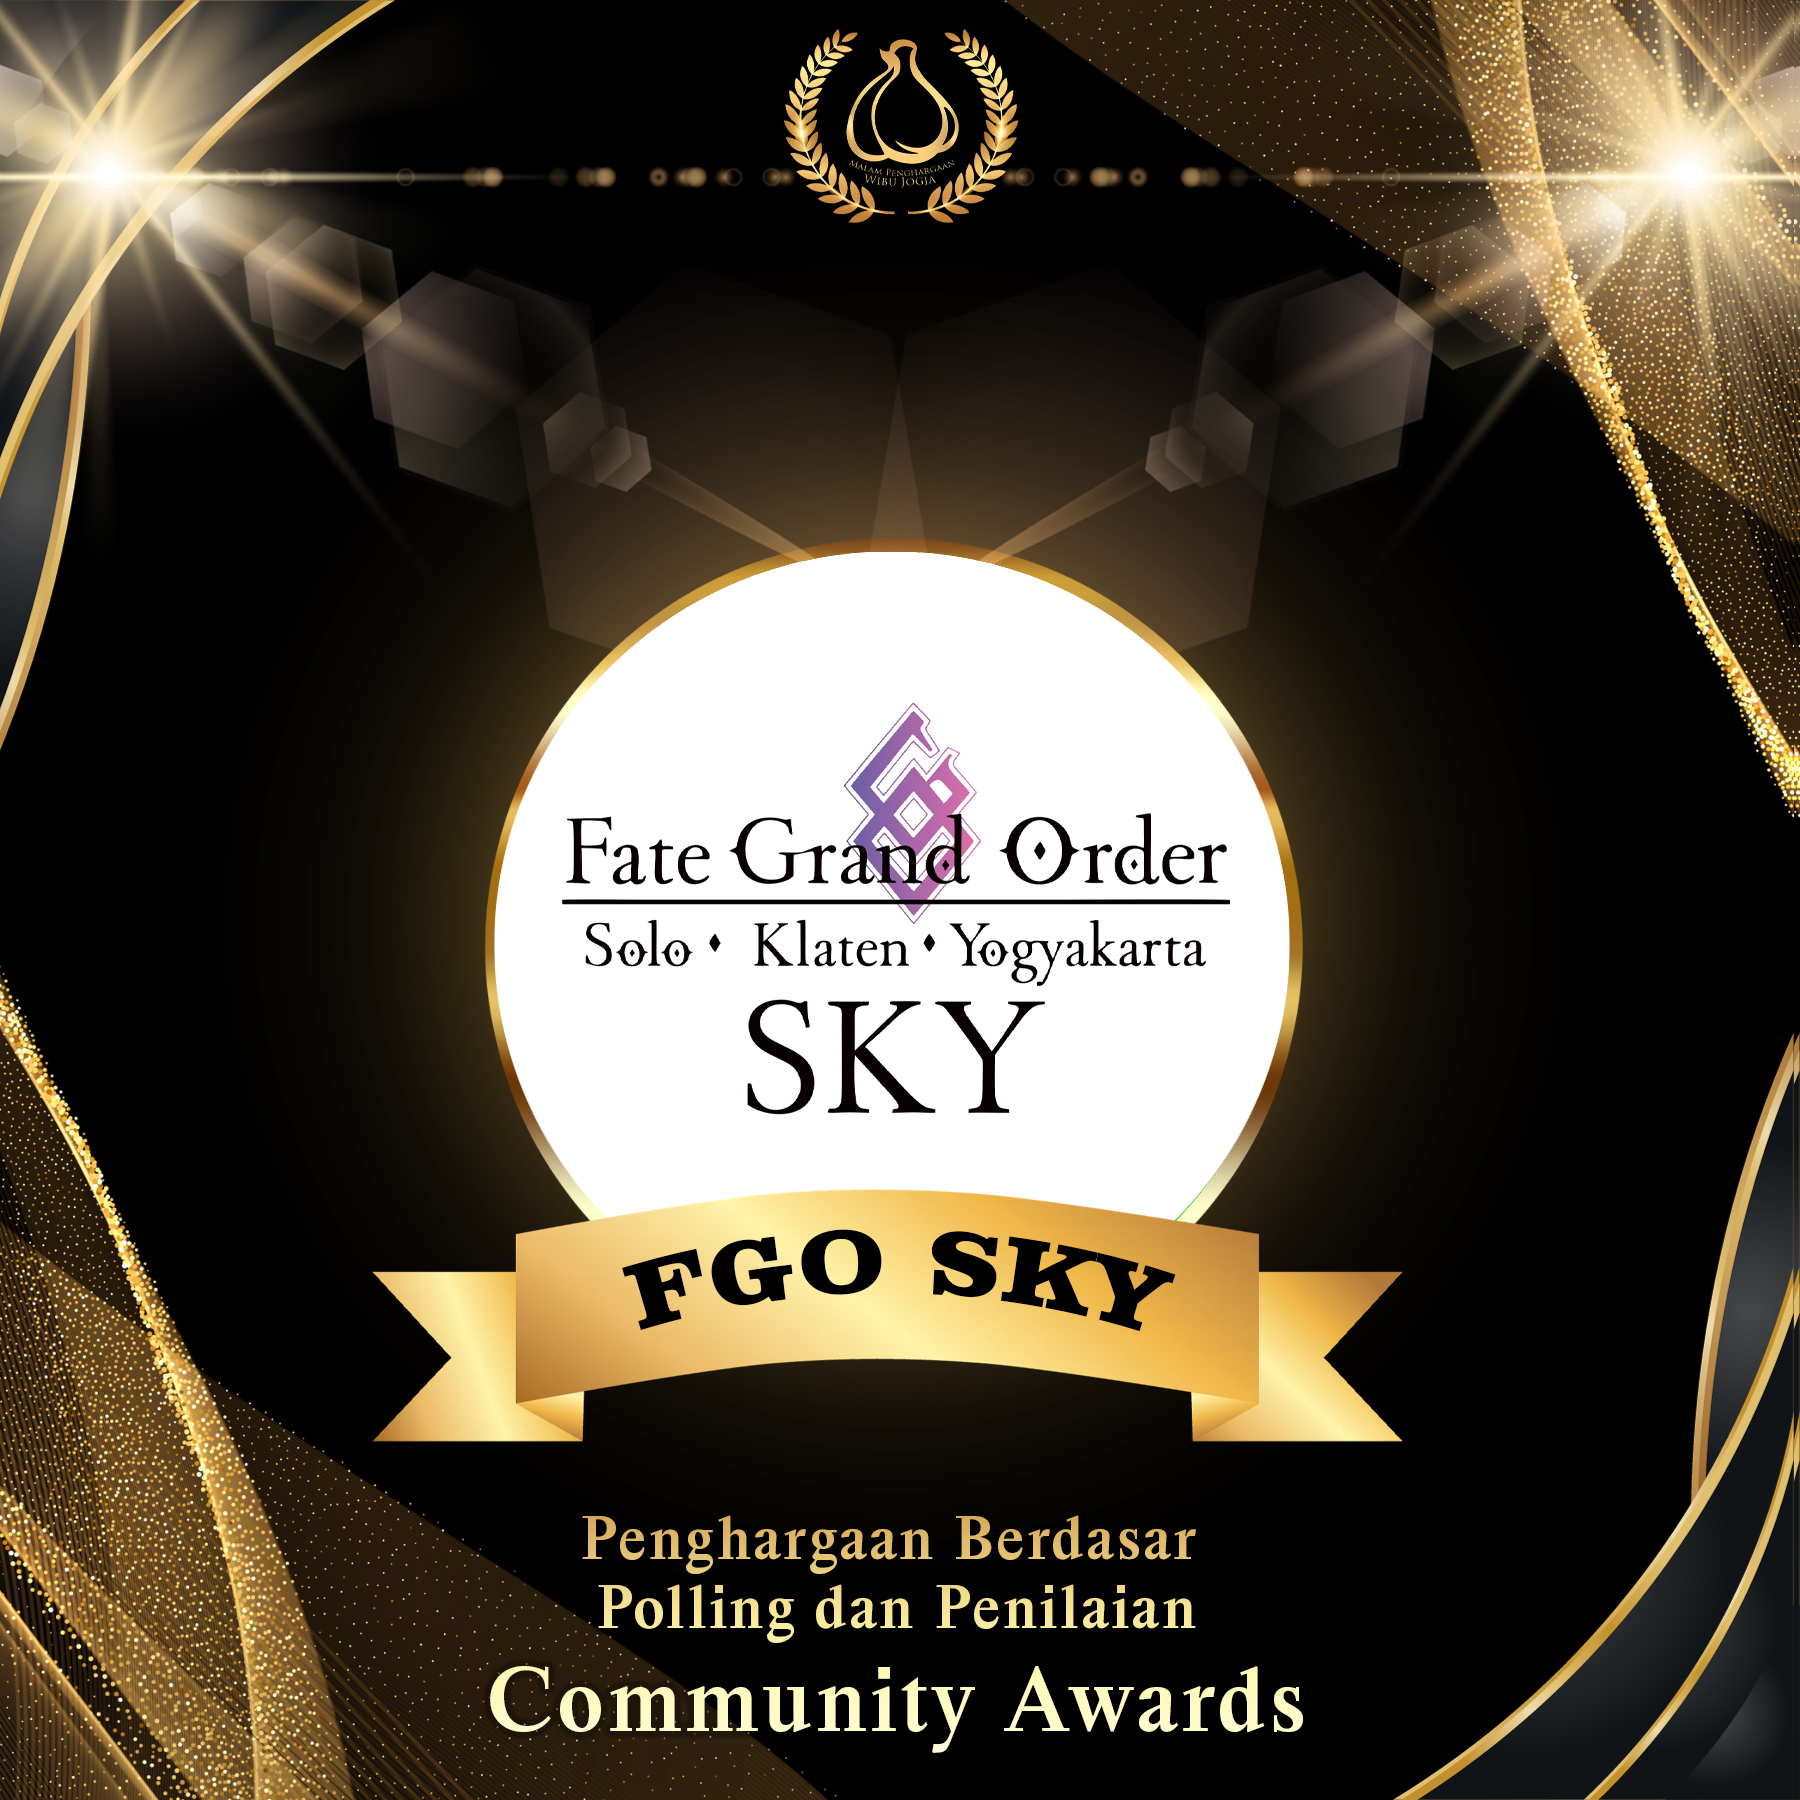 Malam Penghargaan
Wibu Jogja
Fate Grand Order
Solo • Klaten • Yogyakarta
SKY
FGO SKY
Penghargaan Berdasar
Polling dan Penilaian
Community Awards